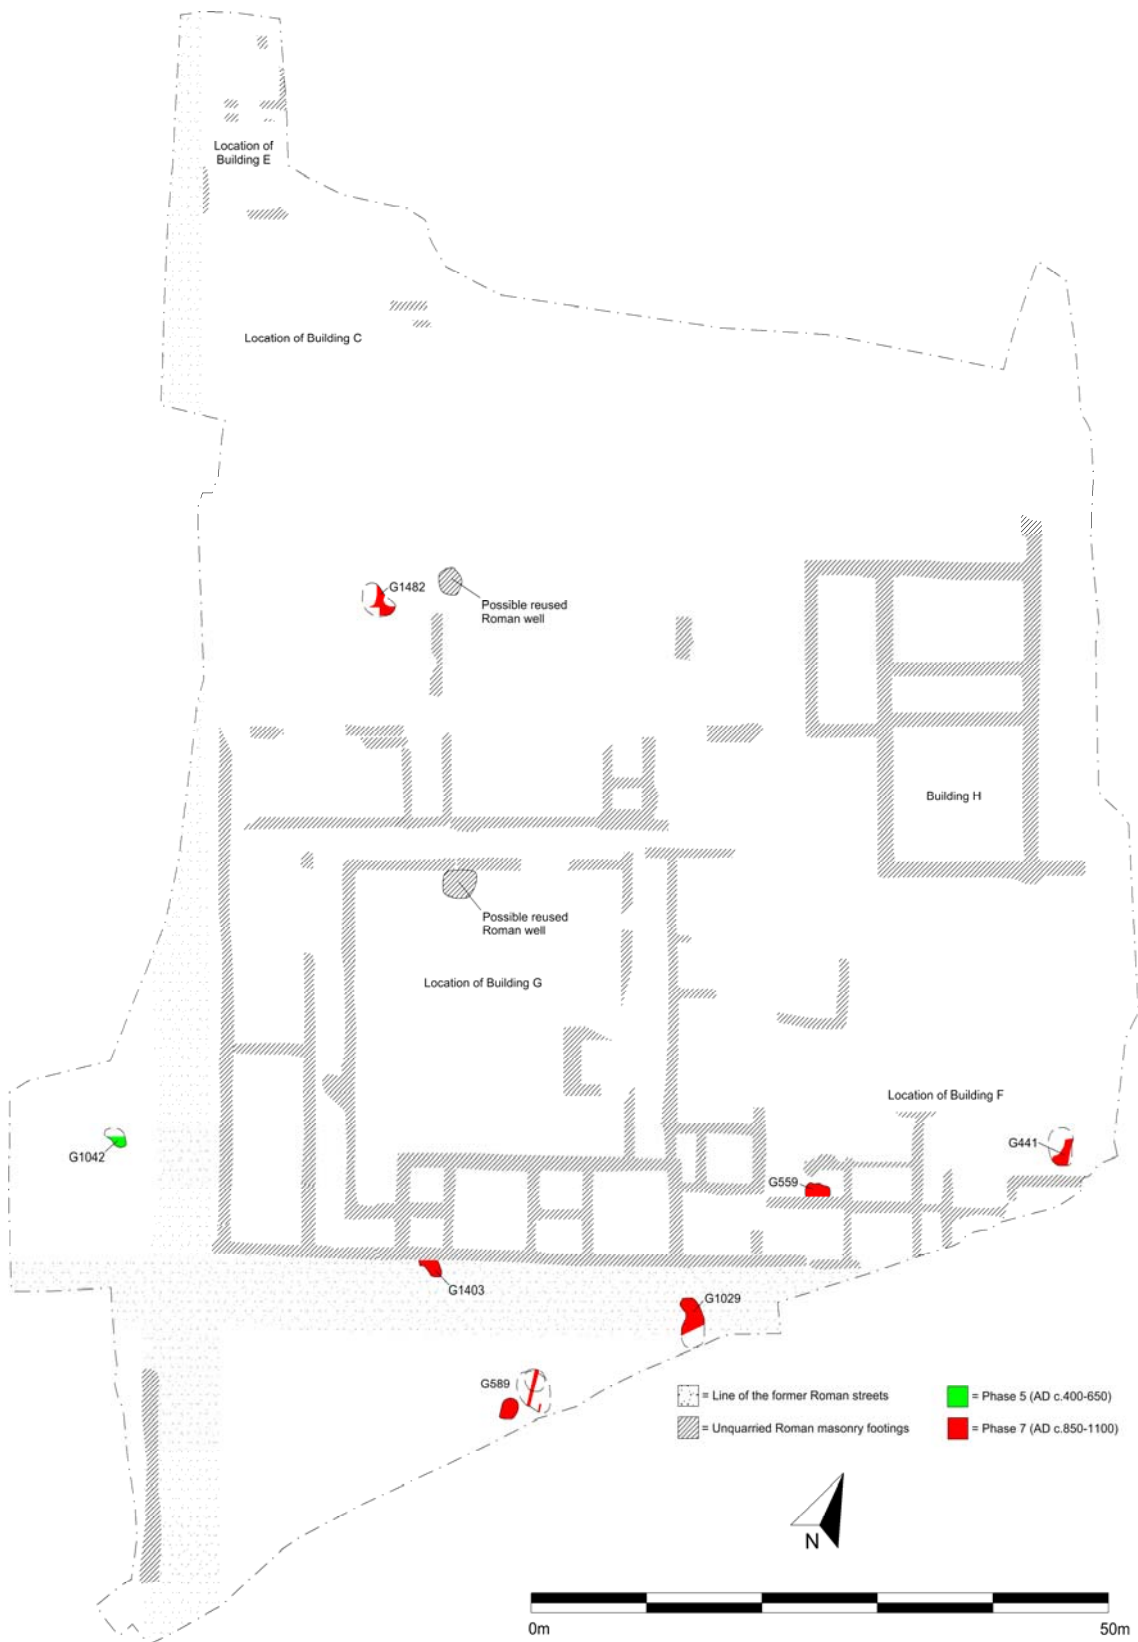 Location of
Building E
Location of Building C
G1482
Possible reused
Roman well
Building H
Possible reused
Roman well
Location of Building G
Location of Building F
G1042
G441
G559
G1403
G1029
G589
= Line of the former Roman streets
= Phase 5 (AD c.400-650)
= Unquarried Roman masonry footings
= Phase 7 (AD c.850-1100)
N
0m
50m